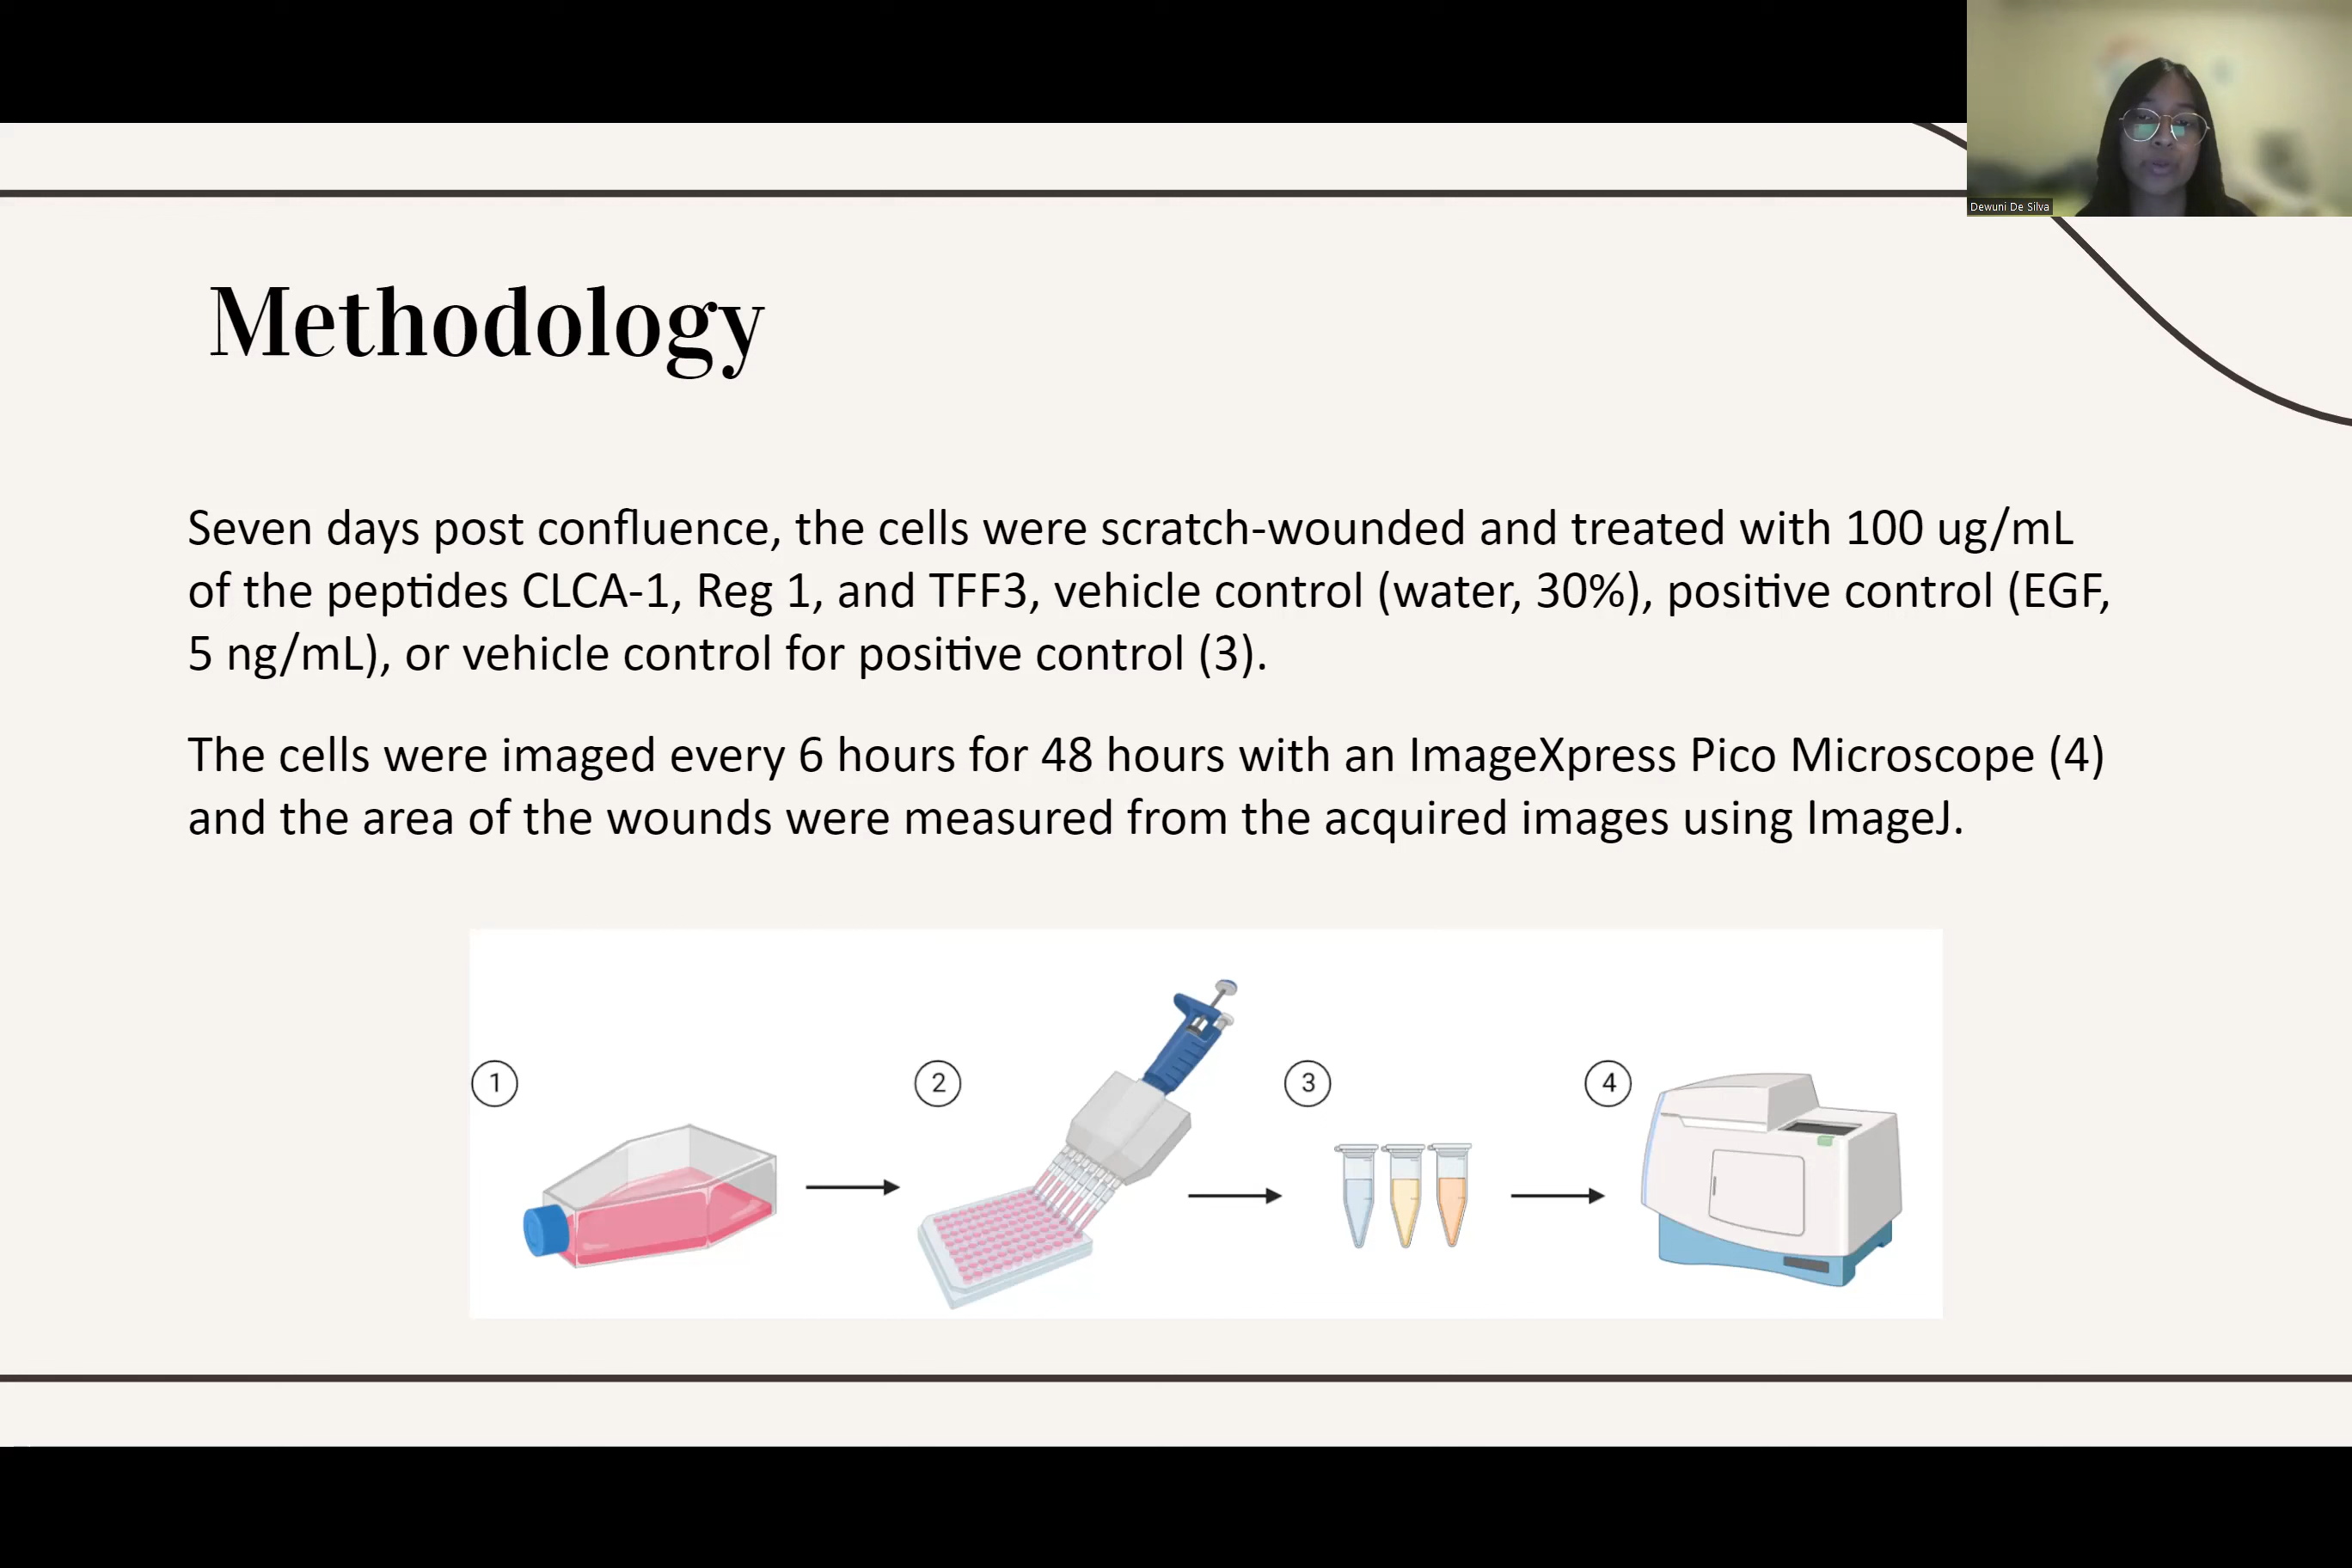 Dewuni De Silva
Methodology
Seven days post confluence, the cells were scratch-wounded and treated with 100 ug/mL
of the peptides CLCA-1, Reg 1, and TFF3, vehicle control (water, 30%), positive control (EGF,
5 ng/mL), or vehicle control for positive control (3).
The cells were imaged every 6 hours for 48 hours with an ImageXpress Pico Microscope (4)
and the area of the wounds were measured from the acquired images using ImageJ.
1
2
3
4